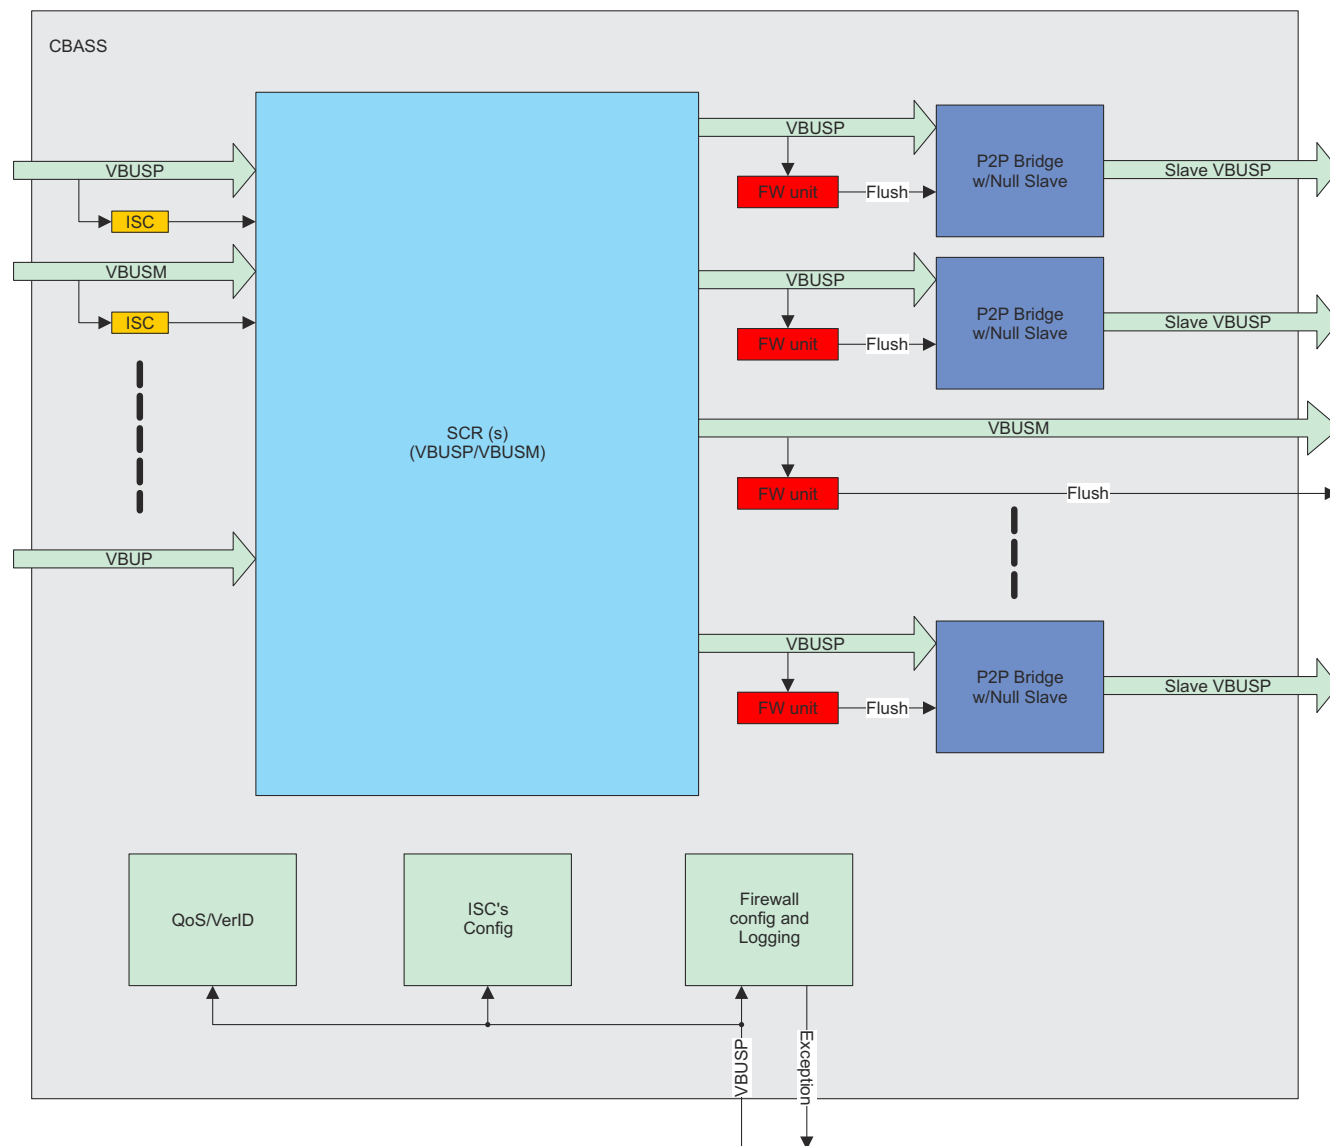 CBASS
VBUSP
ISC
VBUSM
ISC
VBUP
SCR (s)
(VBUSP/VBUSM)
VBUSP
FW unit
Flush
P2P Bridge
w/Null Slave
Slave VBUSP
VBUSP
FW unit
Flush
P2P Bridge
w/Null Slave
Slave VBUSP
VBUSM
FW unit
Flush
VBUSP
FW unit
Flush
P2P Bridge
w/Null Slave
Slave VBUSP
QoS/VerID
ISC's
Config
Firewall
config and
Logging
VBUSP
Exception